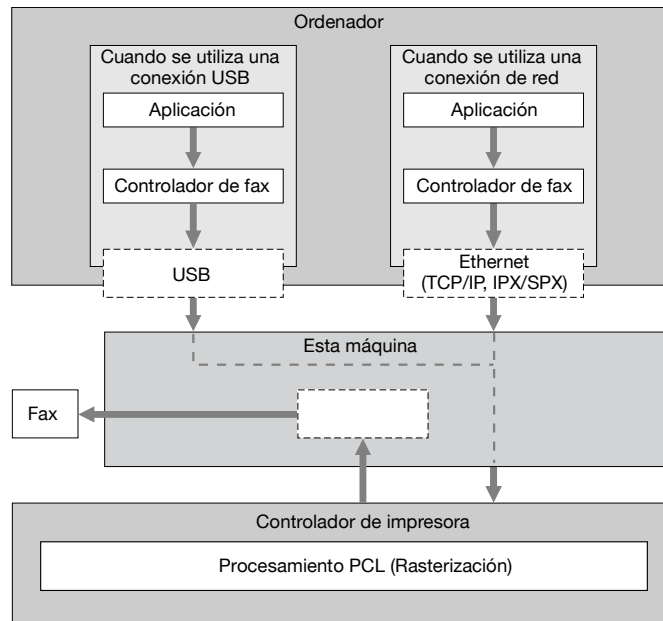 Ordenador
Cuando se utiliza una
conexión USB
Aplicación
Controlador de fax
USB
Cuando se utiliza una
conexión de red
Aplicación
Controlador de fax
Ethernet
(TCP/IP, IPX/SPX)
Esta máquina
Fax
Controlador de impresora
Procesamiento PCL (Rasterización)